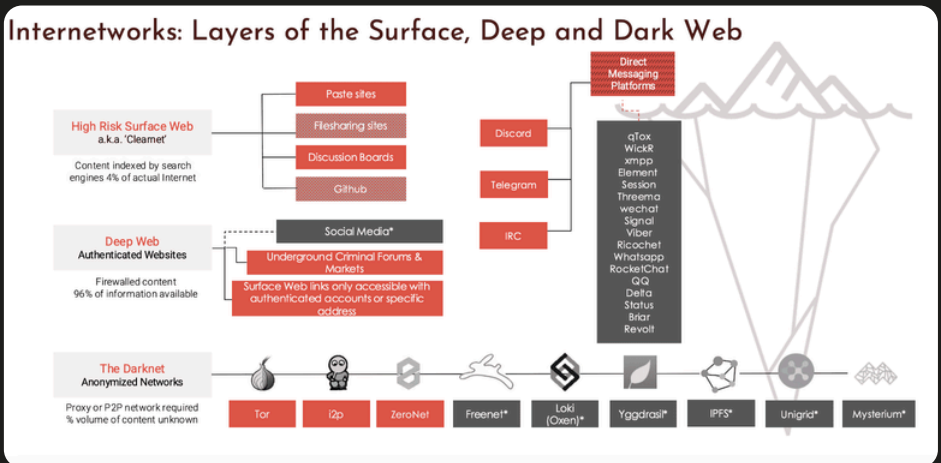 Internetworks: Layers of the Surface, Deep and Dark Web
High Risk Surface Web
a.k.a. 'Clearnet'
Content indexed by search
engines 4% of actual Internet
Paste sites
Filesharing sites
Discussion Boards
Github
Direct
Messaging
Platforms
Discord
Telegram
IRC
qTox
WickR
xmpp
Element
Session
Threema
wechat
Signal
Viber
Ricochet
Whatsapp
RocketChat
QQ
Delta
Status
Briar
Revolt
Deep Web
Authenticated Websites
Firewalled content
96% of information available
Social Media*
Underground Criminal Forums &
Markets
Surface Web links only accessible with
authenticated accounts or specific
address
The Darknet
Anonymized Networks
Proxy or P2P network required
% volume of content unknown
Tor
i2p
ZeroNet
Freenet*
Loki
(Oxen)*
Yggdrasil*
IPFS*
Unigrid*
Mysterium*